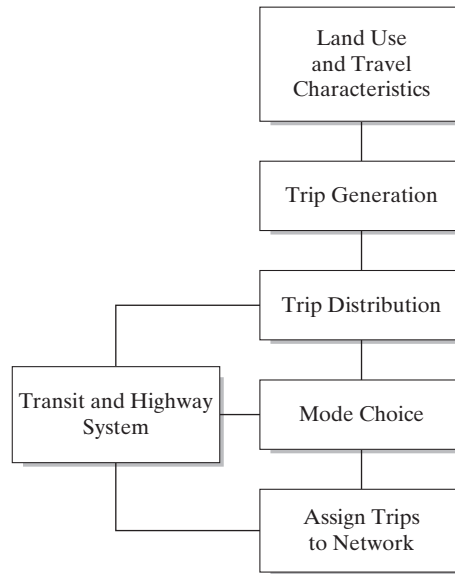 Land Use
and Travel
Characteristics
Trip Generation
Trip Distribution
Transit and Highway
System
Mode Choice
Assign Trips
to Network